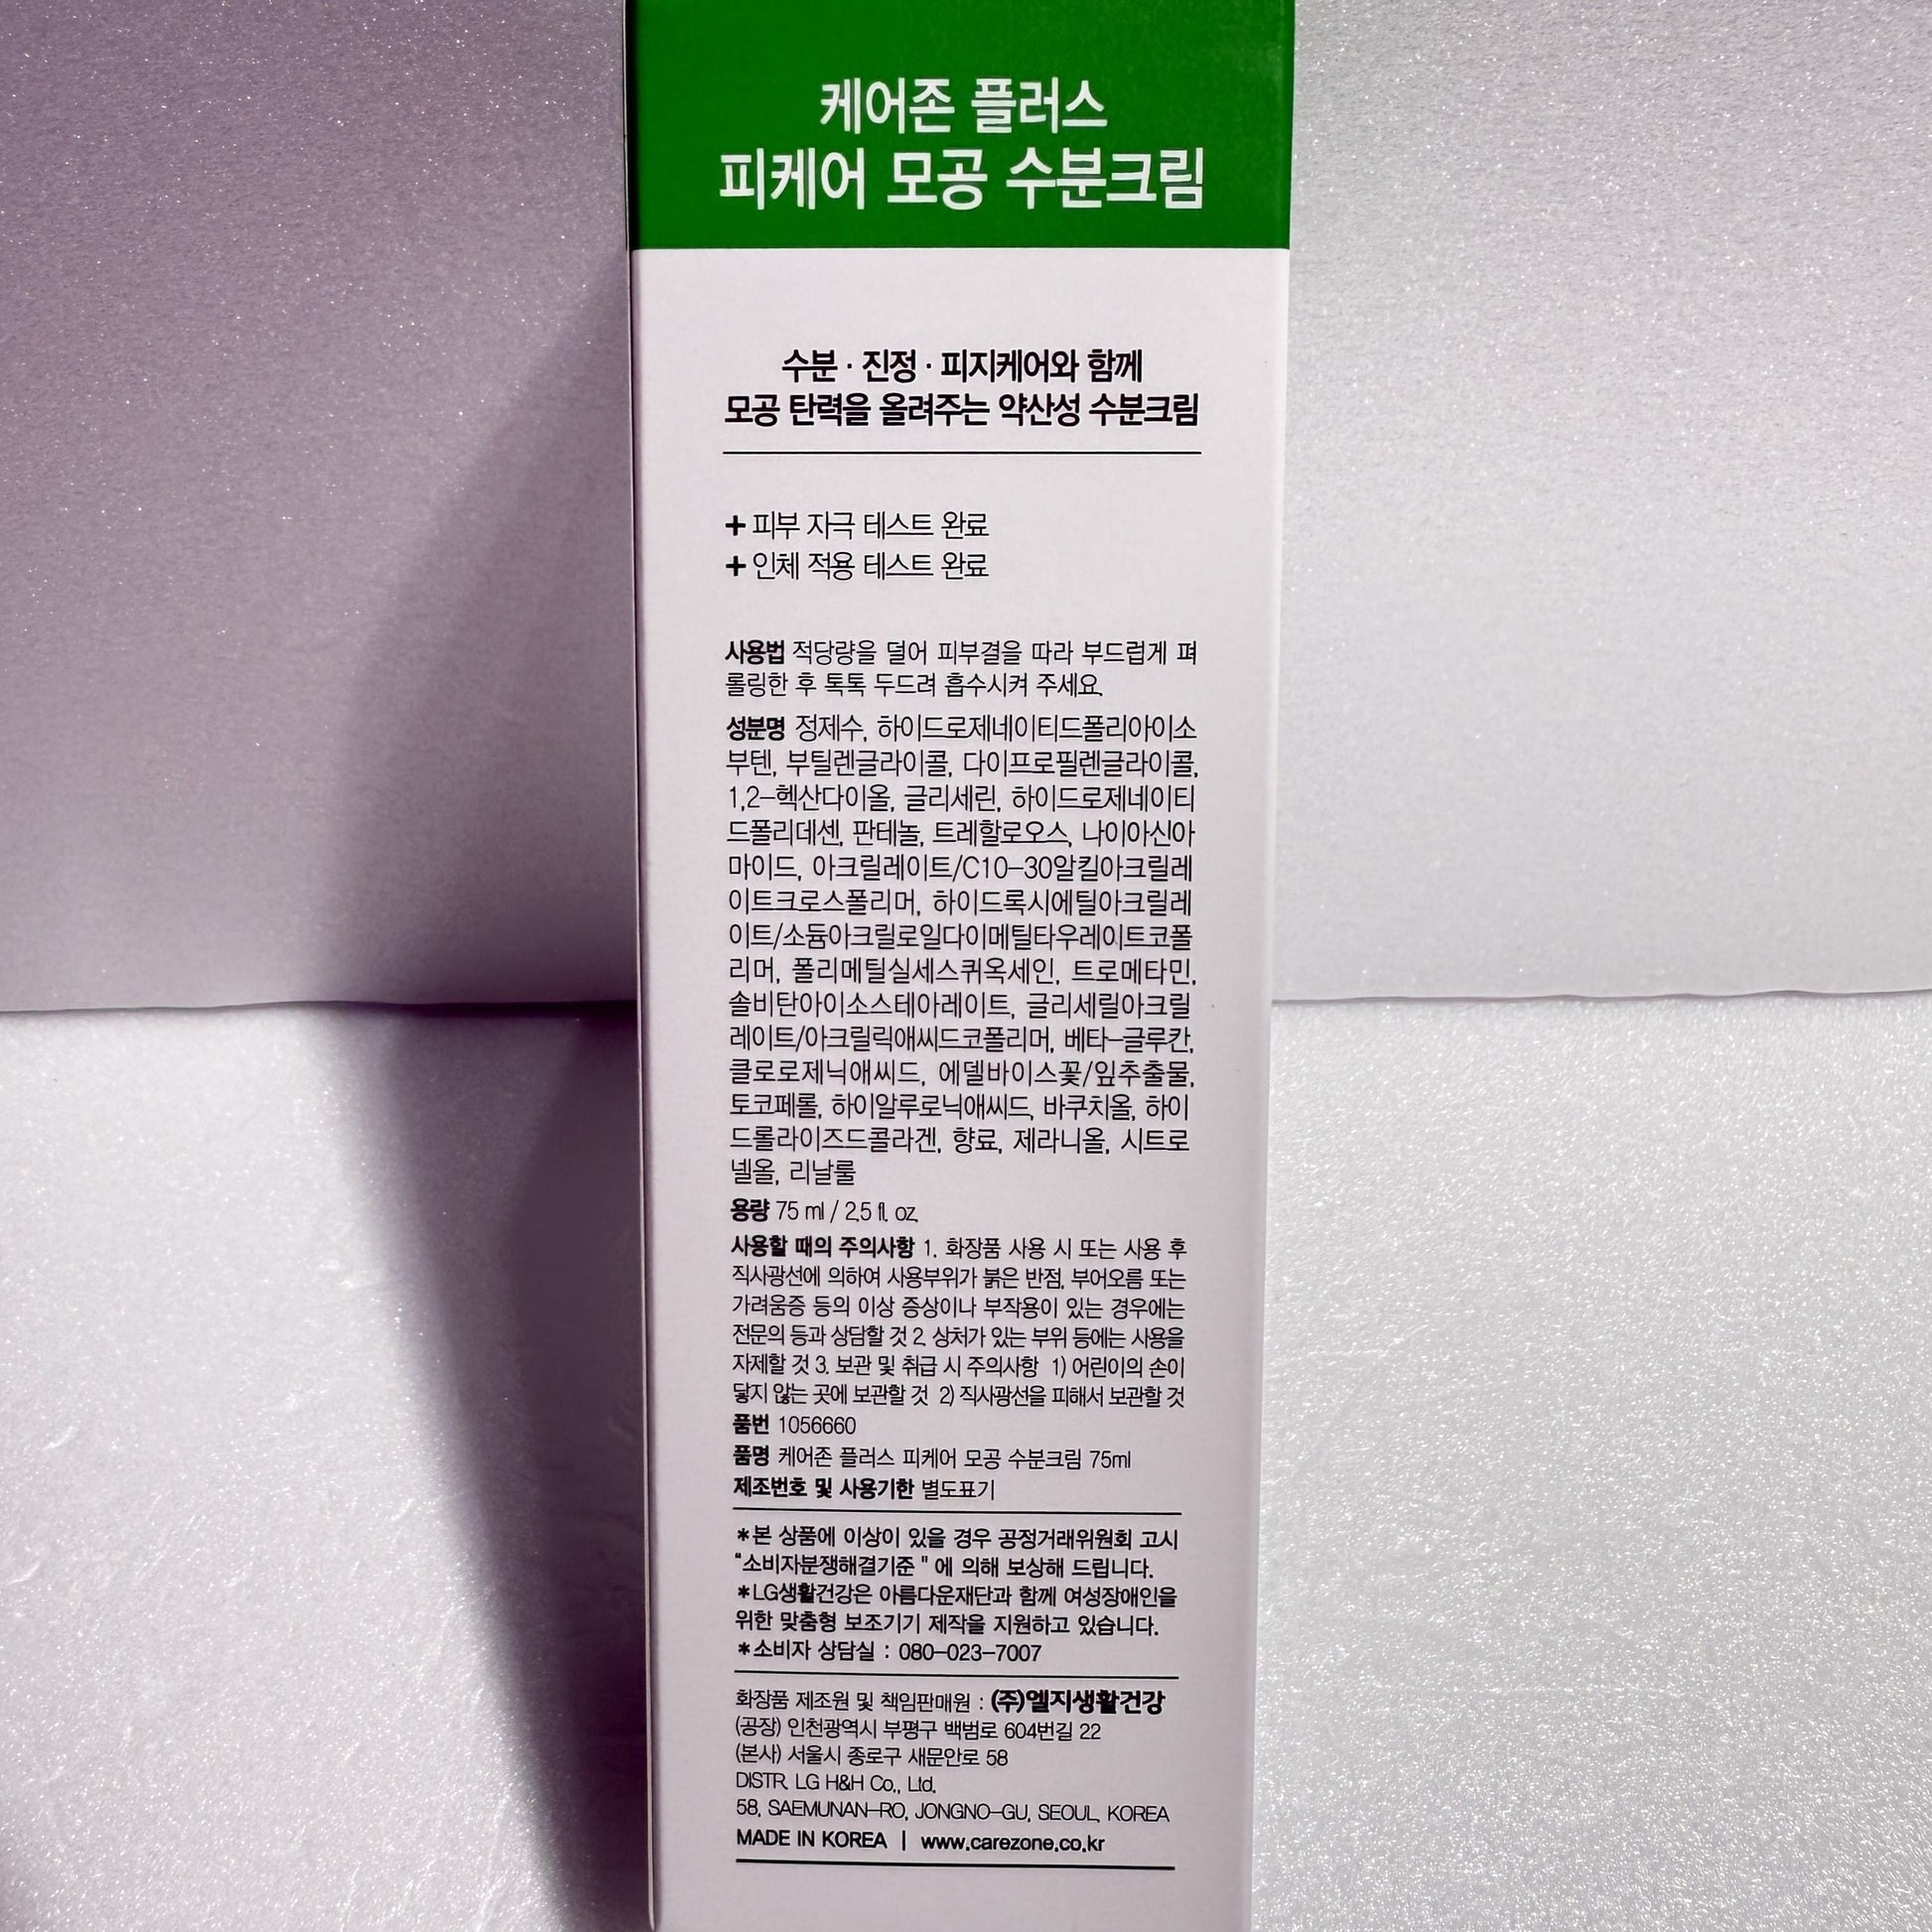 케어존 플러스
피케어 모공 수분크림
수분 · 진정 · 피지케어와 함께
모공 탄력을 올려주는 약산성 수분크림
+ 피부 자극 테스트 완료
+ 인체 적용 테스트 완료
사용법 적당량을 덜어 피부결을 따라 부드럽게 펴
롤링한 후 톡톡 두드려 흡수시켜 주세요.
성분명 정제수, 하이드로제네이티드폴리아이소
부텐, 부틸렌글라이콜, 다이프로필렌글라이콜,
1,2-헥산다이올, 글리세린, 하이드로제네이티
드폴리데센, 판테놀, 트레할로오스, 나이아신아
마이드, 아크릴레이트/C10-30알킬아크릴레
이트크로스폴리머, 하이드록시에틸아크릴레
이트/소듐아크릴로일다이메틸타우레이트코폴
리머, 폴리메틸실세스퀴옥세인, 트로메타민,
솔비탄아이소스테아레이트, 글리세릴아크릴
레이트/아크릴릭애씨드코폴리머, 베타-글루칸,
클로로제닉애씨드, 에델바이스꽃/잎추출물,
토코페롤, 하이알루로닉애씨드, 바쿠치올, 하이
드롤라이즈드콜라겐, 향료, 제라니올, 시트로
넬올, 리날룰
용량 75 ml / 2.5 fl. oz.
사용할 때의 주의사항 1. 화장품 사용 시 또는 사용 후
직사광선에 의하여 사용부위가 붉은 반점, 부어오름 또는
가려움증 등의 이상 증상이나 부작용이 있는 경우에는
전문의 등과 상담할 것 2. 상처가 있는 부위 등에는 사용을
자제할 것 3. 보관 및 취급 시 주의사항 1) 어린이의 손이
닿지 않는 곳에 보관할 것 2) 직사광선을 피해서 보관할 것
품번 1056660
품명 케어존 플러스 피케어 모공 수분크림 75ml
제조번호 및 사용기한 별도표기
*본 상품에 이상이 있을 경우 공정거래위원회 고시
"소비자분쟁해결기준" 에 의해 보상해 드립니다.
*LG생활건강은 아름다운재단과 함께 여성장애인을
위한 맞춤형 보조기기 제작을 지원하고 있습니다.
*소비자 상담실 : 080-023-7007
화장품 제조원 및 책임판매원 : (주)엘지생활건강
(공장) 인천광역시 부평구 백범로 604번길 22
(본사) 서울시 종로구 새문안로 58
DISTR. LG H&H Co., Ltd.
58, SAEMUNAN-RO, JONGNO-GU, SEOUL, KOREA
MADE IN KOREA | www.carezone.co.kr